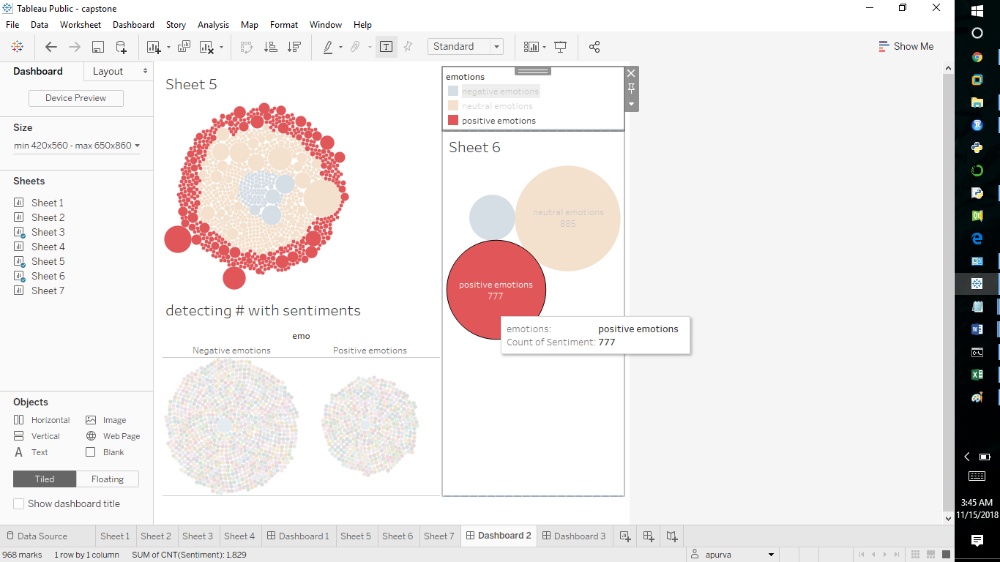 Tableau Public - capstone
File Data Worksheet Dashboard Story Analysis Map Format Window Help
Standard
Show Me
Dashboard Layout
Device Preview
Size
min 420x560 - max 650x860
Sheets
Sheet 1
Sheet 2
Sheet 3
Sheet 4
Sheet 5
Sheet 6
Sheet 7
Objects
Horizontal Image
Vertical Web Page
Text Blank
Tiled Floating
Show dashboard title
Sheet 5
detecting # with sentiments
emo
Negative emotions Positive emotions
emotions
negative emotions
neutral emotions
positive emotions
Sheet 6
neutral emotions
885
positive emotions
777
emotions: positive emotions
Count of Sentiment: 777
Data Source Sheet 1 Sheet 2 Sheet 3 Sheet 4 Dashboard 1 Sheet 5 Sheet 6 Sheet 7 Dashboard 2 Dashboard 3
968 marks 1 row by 1 column SUM of CNT(Sentiment): 1,829 apurva
3:45 AM
11/15/2018